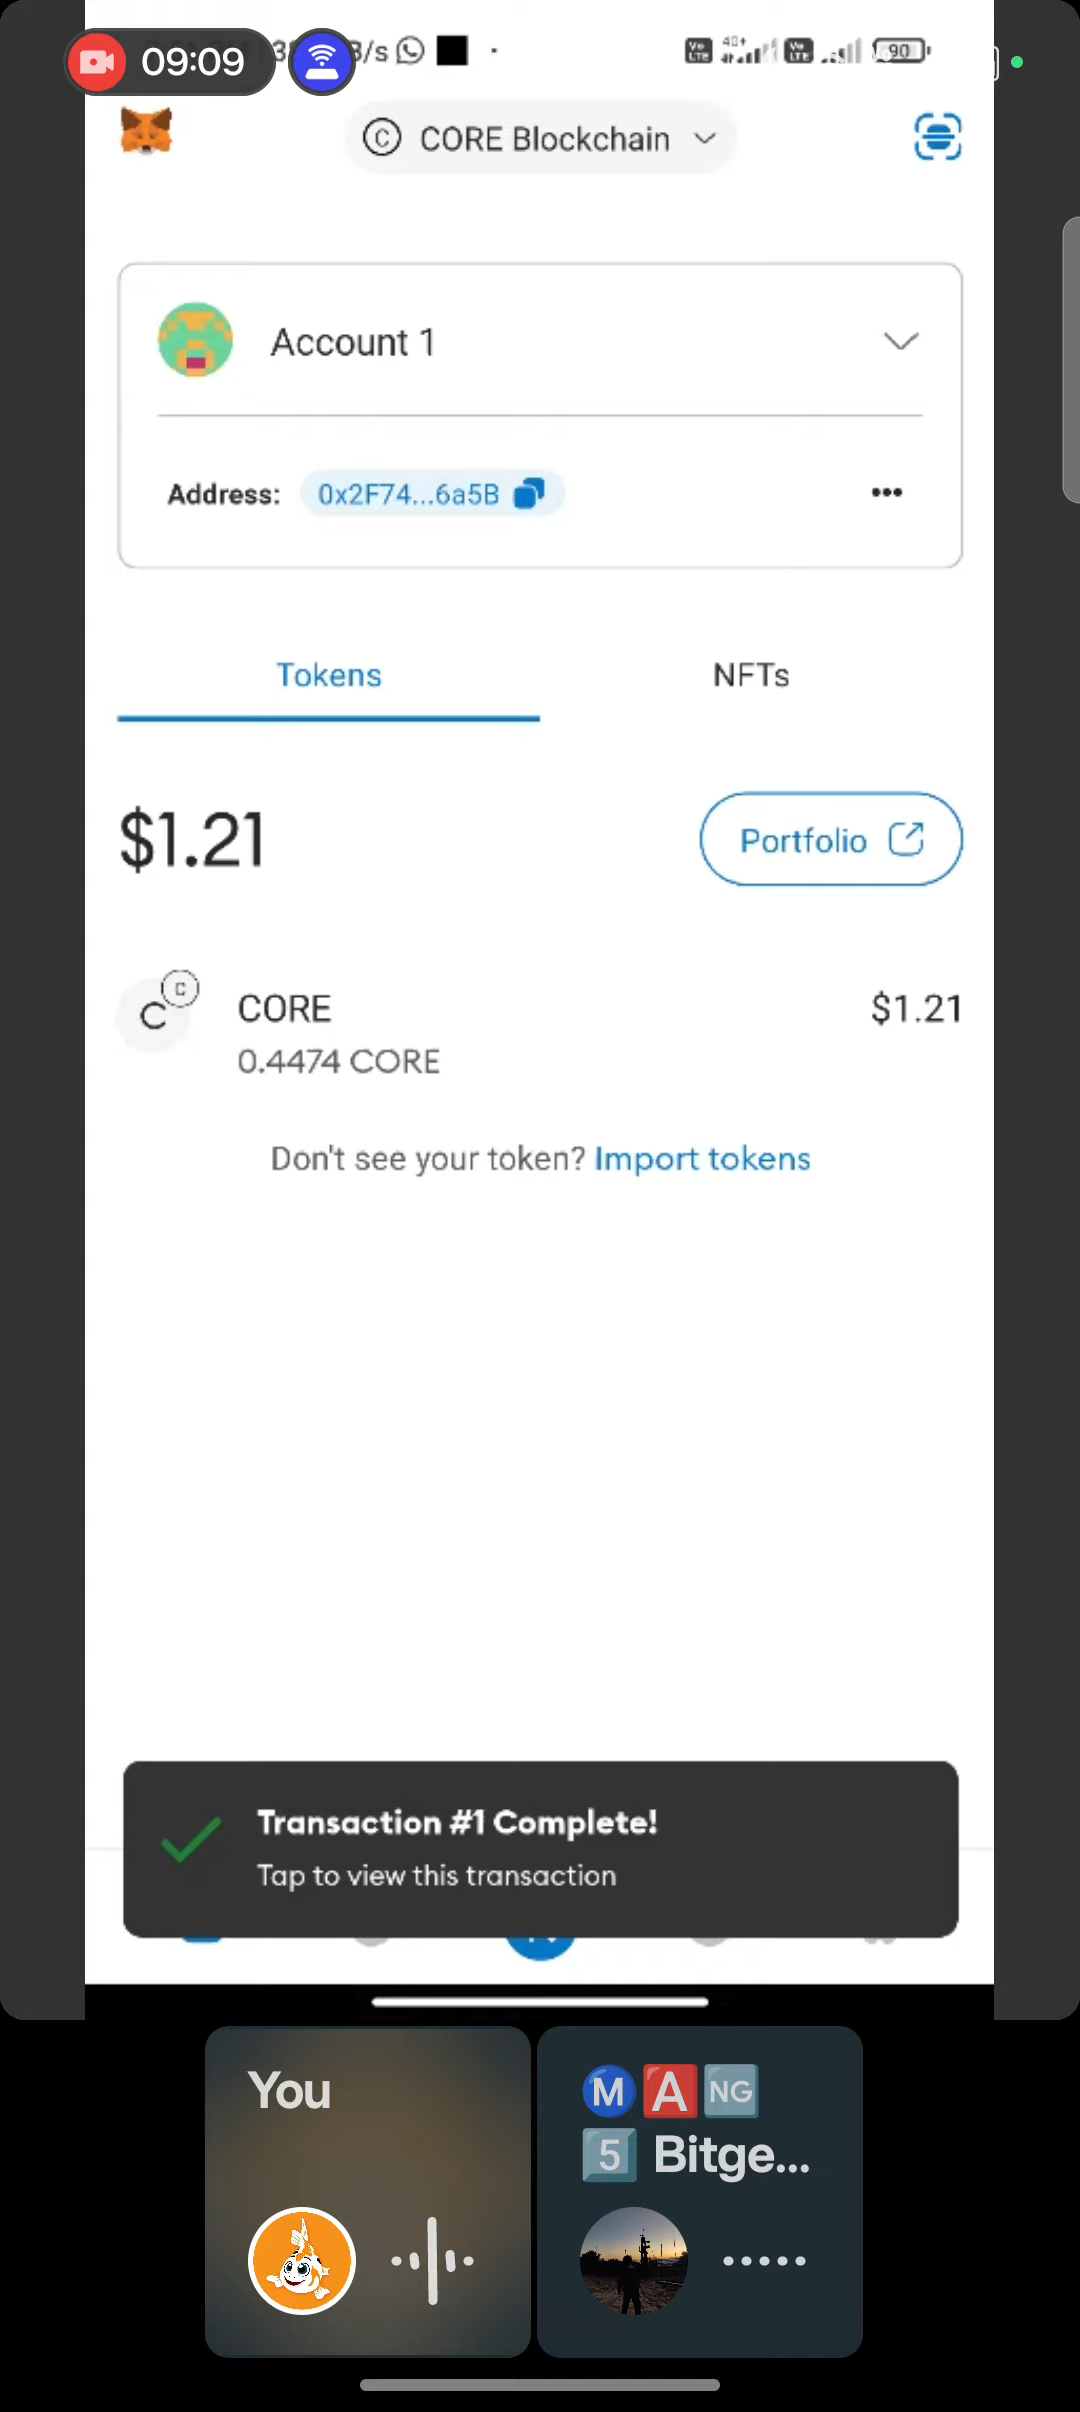 09:09
B/s
90
CORE Blockchain
Account 1
Address: 0x2F74...6a5B
Tokens
NFTs
$1.21
Portfolio
C
C
CORE
$1.21
0.4474 CORE
Don't see your token? Import tokens
Transaction #1 Complete!
Tap to view this transaction
You
Ⓜ️🅰️🆖
5️⃣ Bitge...